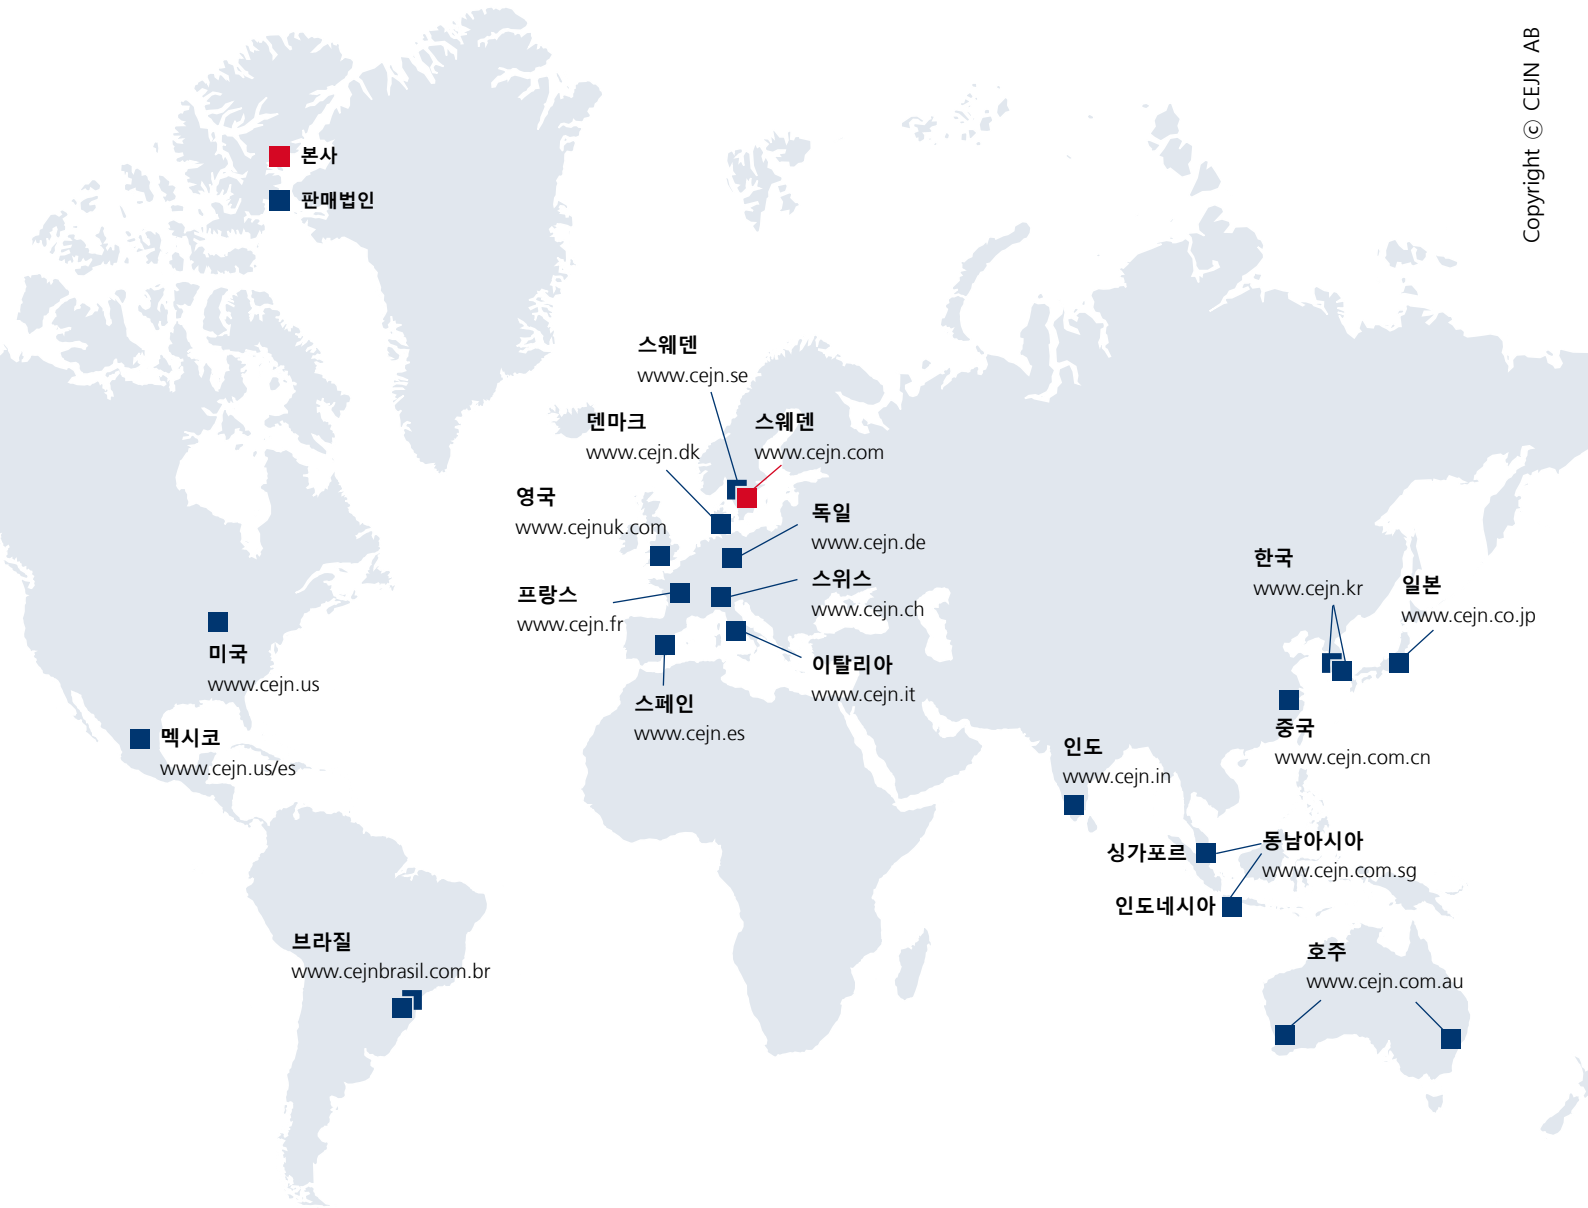 Copyright ⓒ CEJN AB
본사
판매법인
스웨덴
www.cejn.se
덴마크
www.cejn.dk
스웨덴
www.cejn.com
영국
www.cejnuk.com
독일
www.cejn.de
프랑스
www.cejn.fr
스위스
www.cejn.ch
이탈리아
www.cejn.it
스페인
www.cejn.es
미국
www.cejn.us
멕시코
www.cejn.us/es
브라질
www.cejnbrasil.com.br
한국
www.cejn.kr
일본
www.cejn.co.jp
중국
www.cejn.com.cn
인도
www.cejn.in
싱가포르
동남아시아
www.cejn.com.sg
인도네시아
호주
www.cejn.com.au